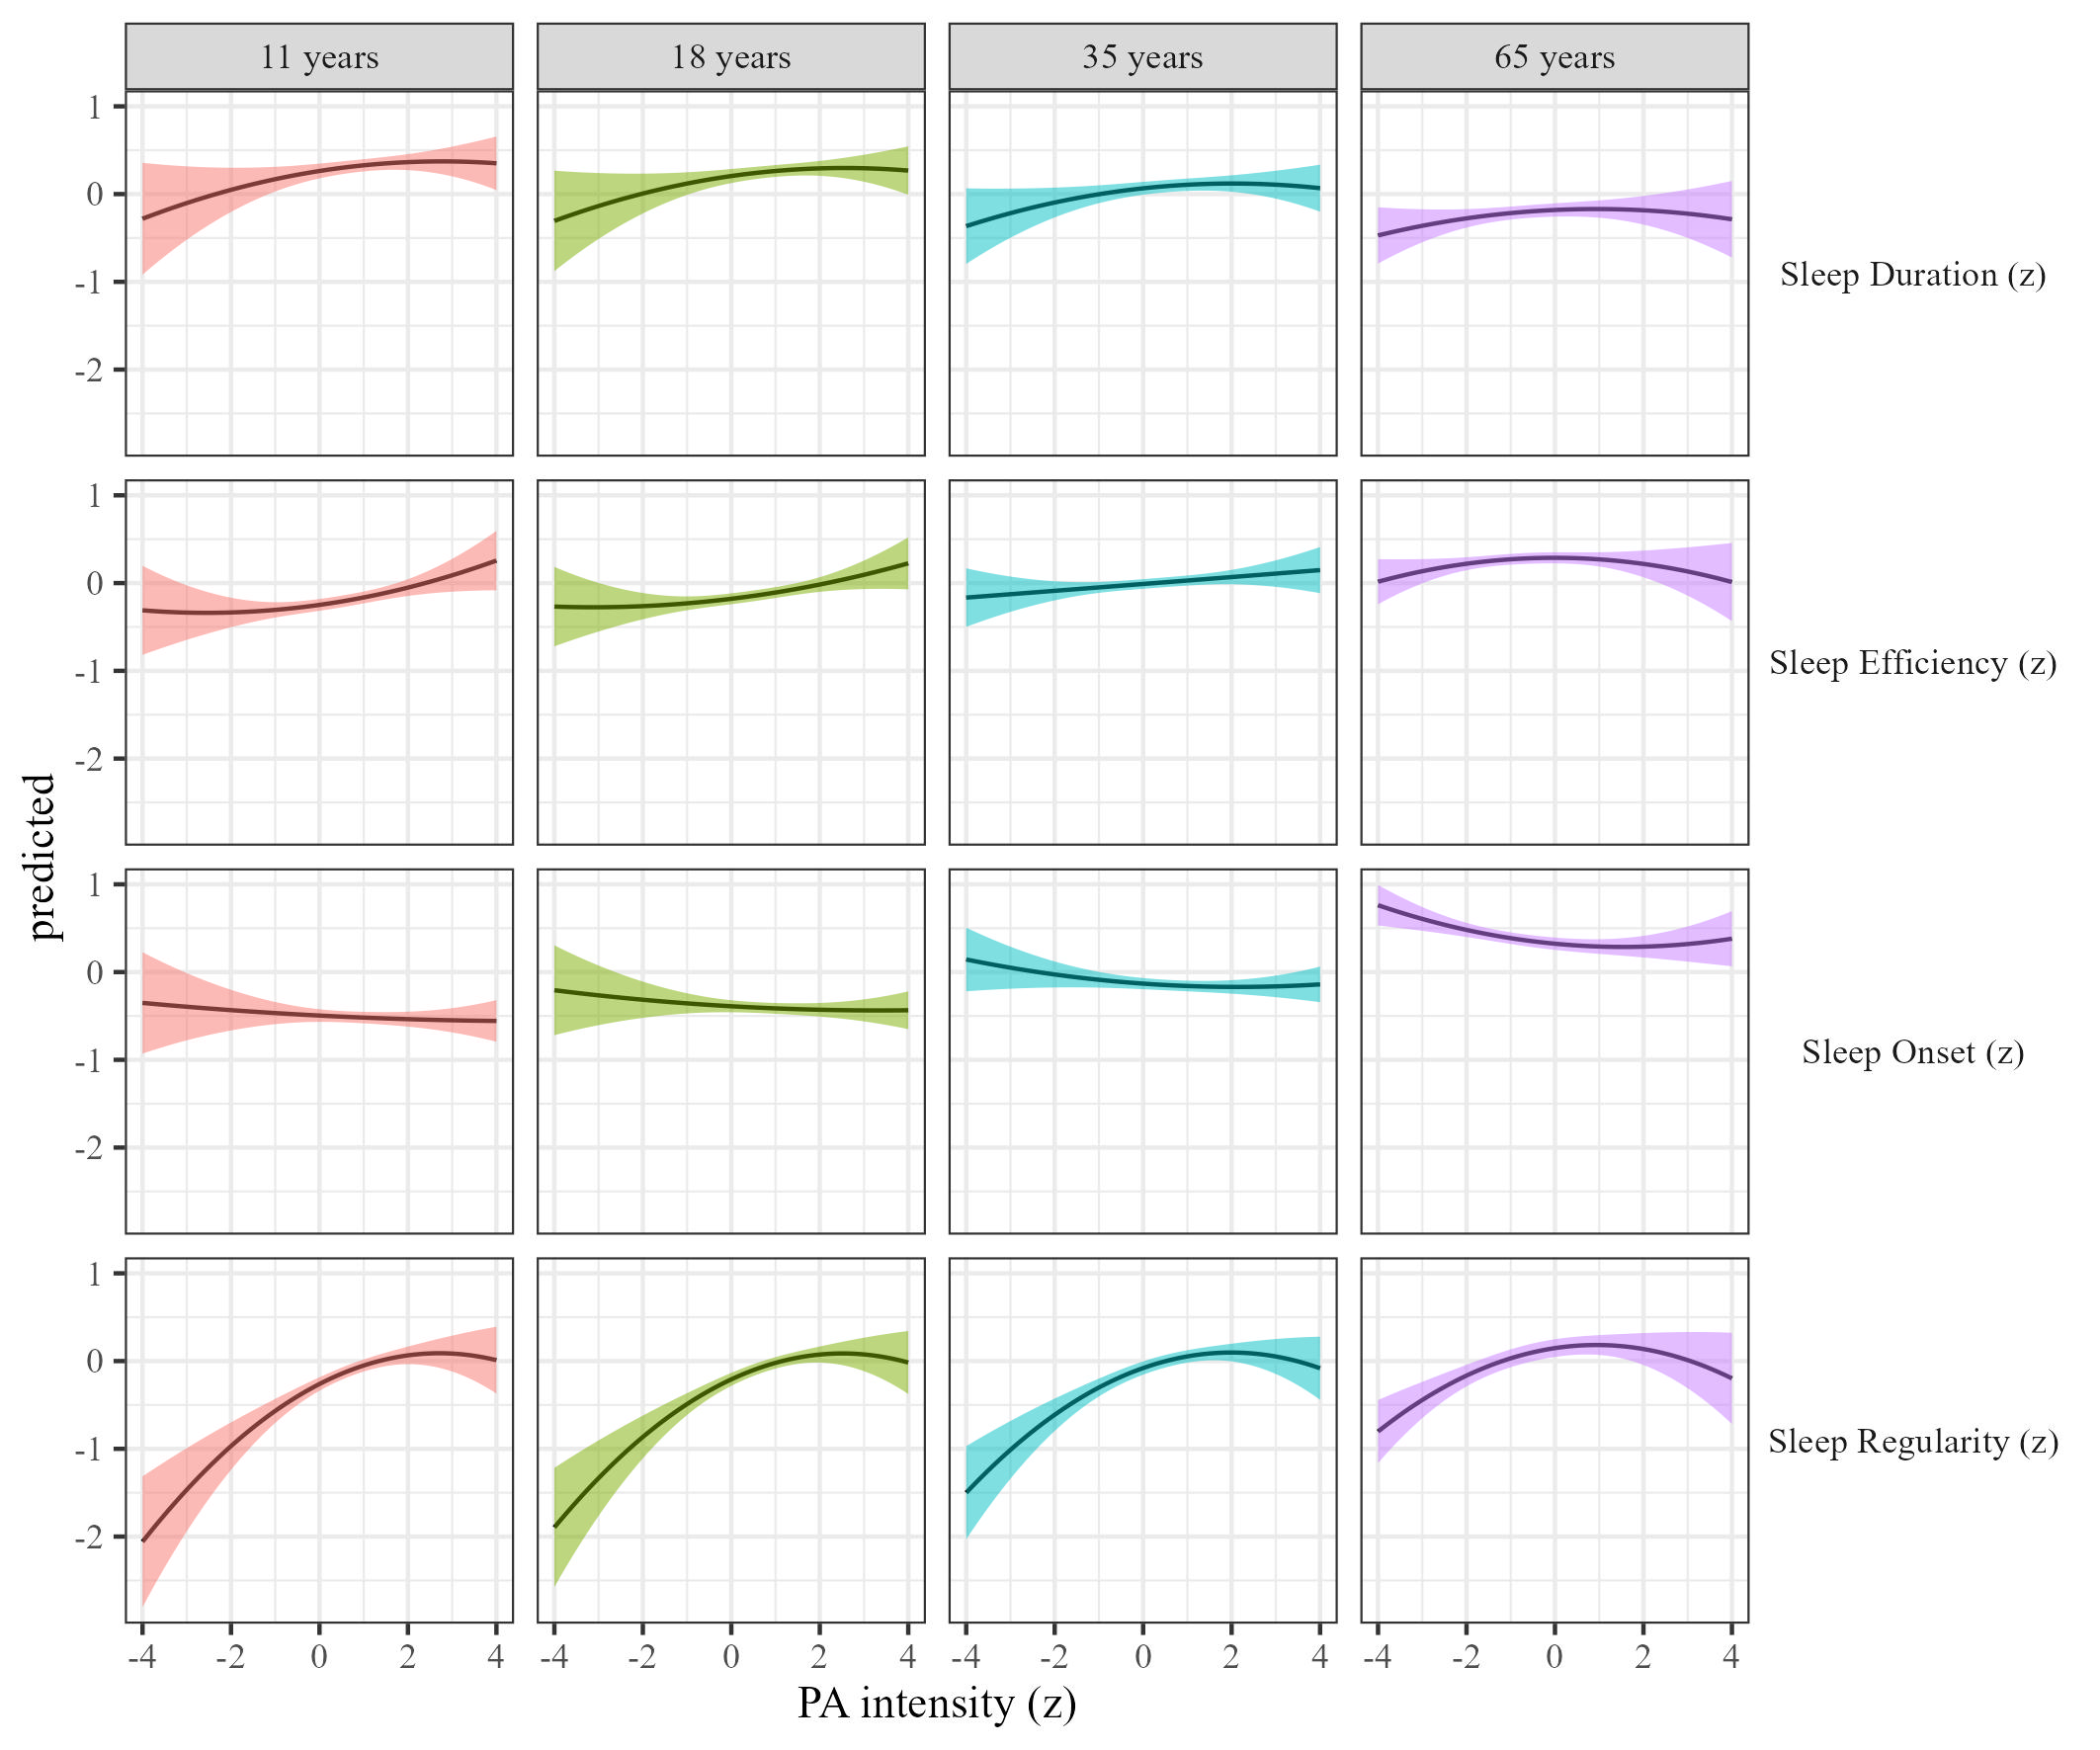 11 years 18 years 35 years 65 years
1
0
-1
-2
Sleep Duration (z)
1
0
-1
-2
Sleep Efficiency (z)
predicted
1
0
-1
-2
Sleep Onset (z)
1
0
-1
-2
Sleep Regularity (z)
-4 -2 0 2 4 -4 -2 0 2 4 -4 -2 0 2 4 -4 -2 0 2 4
PA intensity (z)